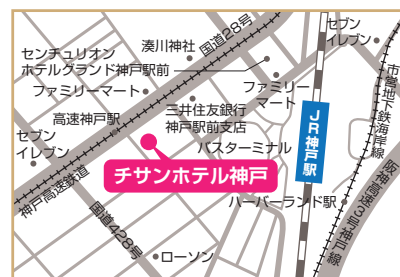 セブン
イレブン
湊川神社
国道28号
センチュリオン
ホテルグランド神戸駅前
ファミリーマート
ファミリー
マート
三井住友銀行
神戸駅前支店
高速神戸駅
バスターミナル
セブン
イレブン
JR神戸駅
市営地下鉄海岸線
チサンホテル神戸
神戸高速鉄道
ハーバーランド駅
阪神高速3号神戸線
国道428号
ローソン